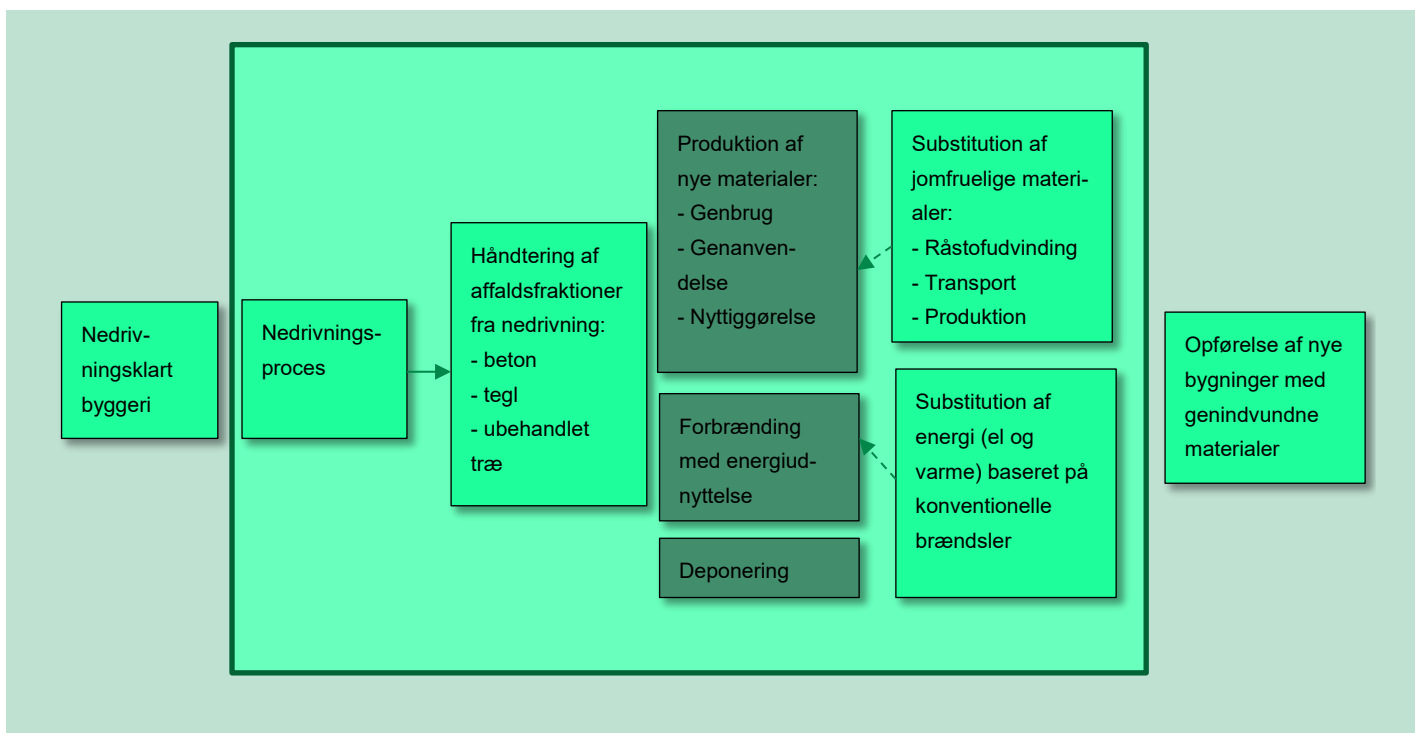 Nedriv-
ningsklart
byggeri
Nedrivnings-
proces
Håndtering af
affaldsfraktioner
fra nedrivning:
- beton
- tegl
- ubehandlet
træ
Produktion af
nye materialer:
- Genbrug
- Genanven-
delse
- Nyttiggørelse
Forbrænding
med energiud-
nyttelse
Deponering
Substitution af
jomfruelige materi-
aler:
- Råstofudvinding
- Transport
- Produktion
Substitution af
energi (el og
varme) baseret på
konventionelle
brændsler
Opførelse af nye
bygninger med
genindvundne
materialer